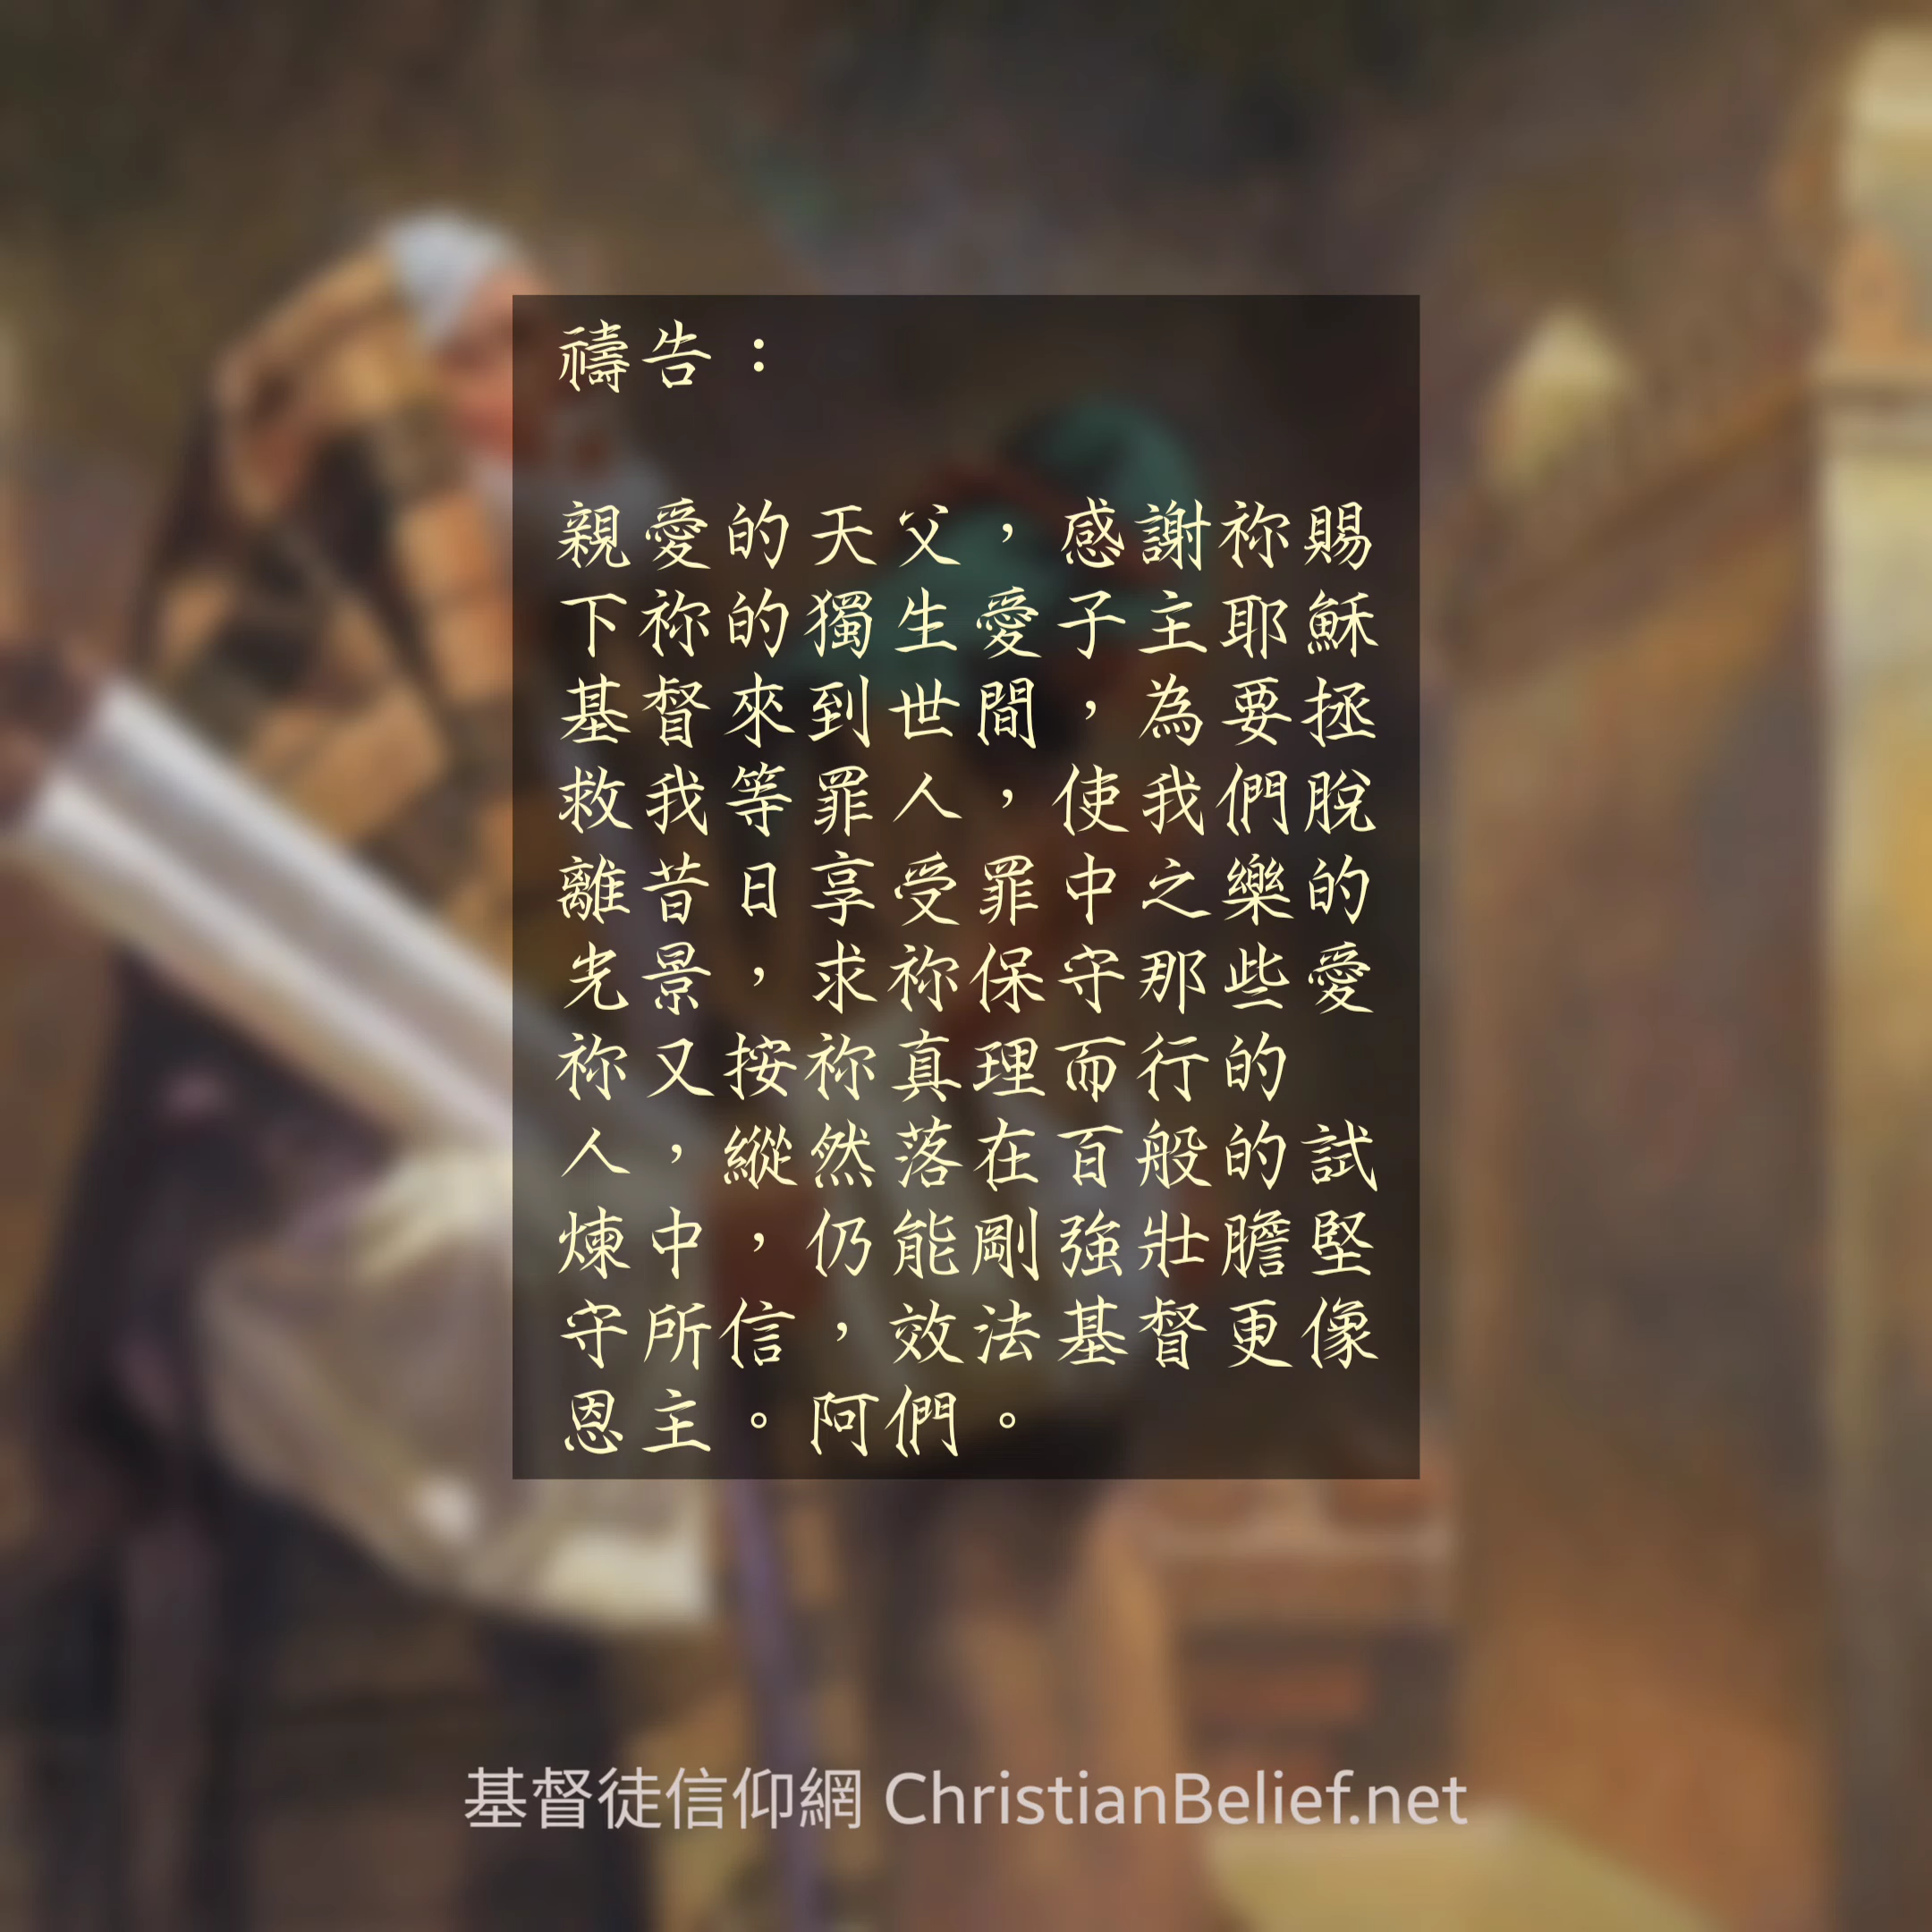 禱告：
親愛的天父，感謝祢賜
下祢的獨生愛子主耶穌
基督來到世間，為要拯
救我等罪人，使我們脫
離昔日享受罪中之樂的
光景，求祢保守那些愛
祢又按祢真理而行的
人，縱然落在百般的試
煉中，仍能剛強壯膽堅
守所信，效法基督更像
恩主。阿們。
基督徒信仰網 ChristianBelief.net